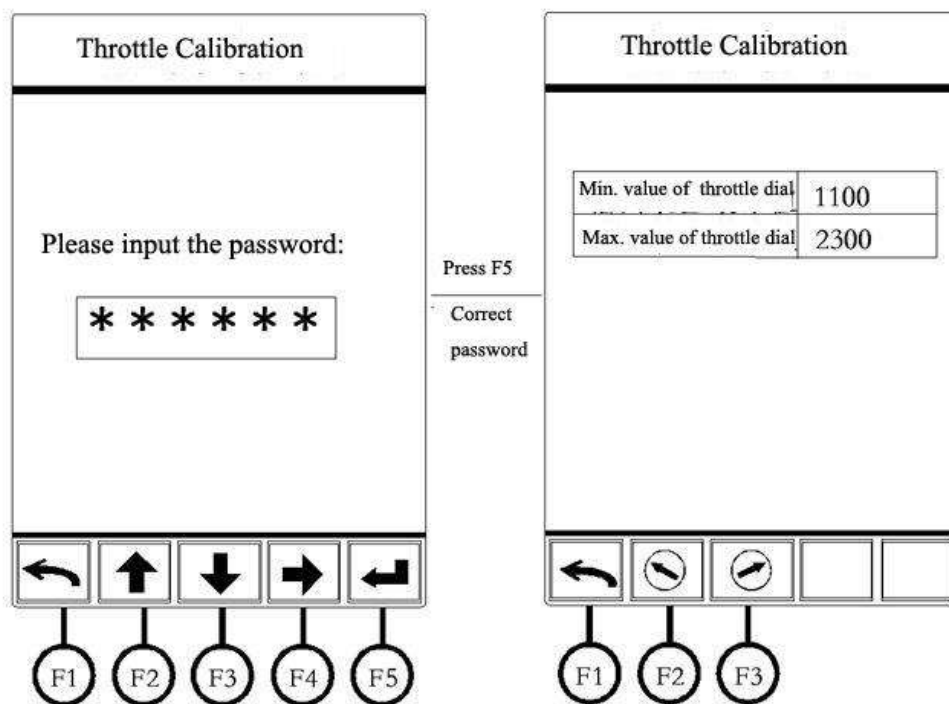 Throttle Calibration
Please input the password:
* * * * * *
F1 F2 F3 F4 F5
Press F5
Correct
password
Throttle Calibration
Min. value of throttle dial 1100
Max. value of throttle dial 2300
F1 F2 F3